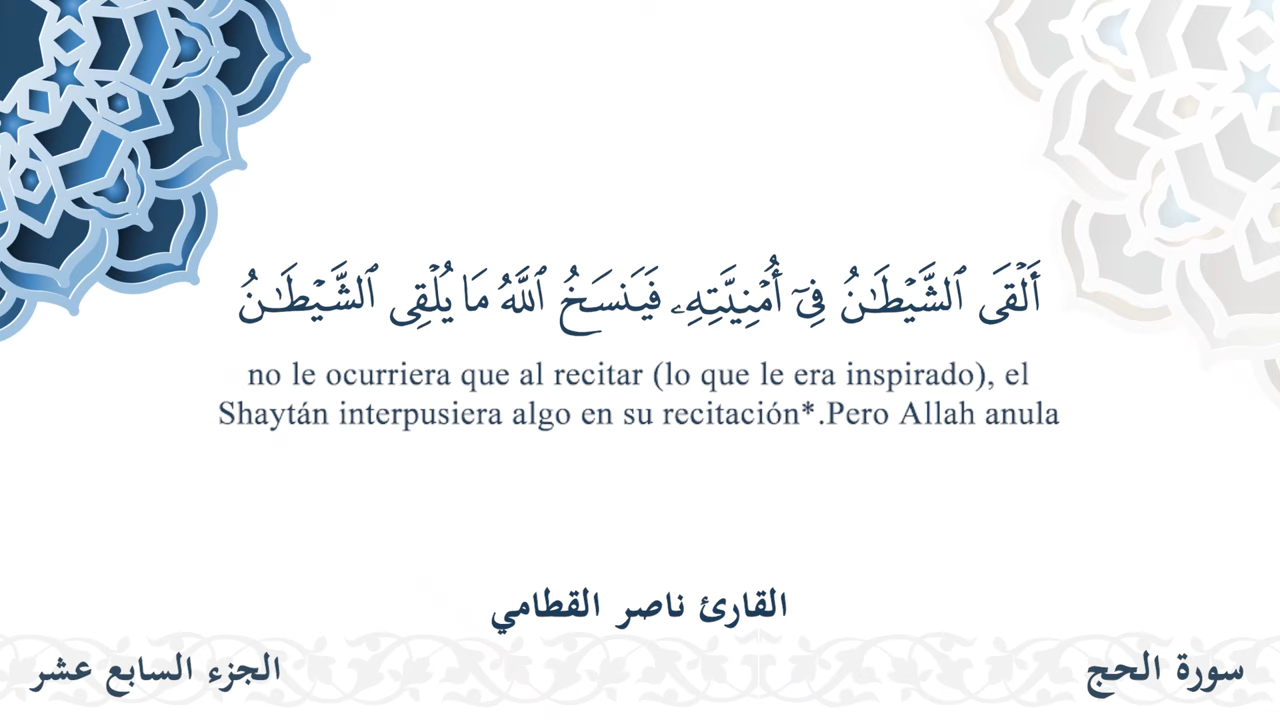 أَلۡقَى ٱلشَّيۡطَٰنُ فِيٓ أُمۡنِيَّتِهِۦ فَيَنسَخُ ٱللَّهُ مَا يُلۡقِى ٱلشَّيۡطَٰنُ
no le ocurriera que al recitar (lo que le era inspirado), el
Shaytán interpusiera algo en su recitación*.Pero Allah anula
القارئ ناصر القطامي
سورة الحج
الجزء السابع عشر